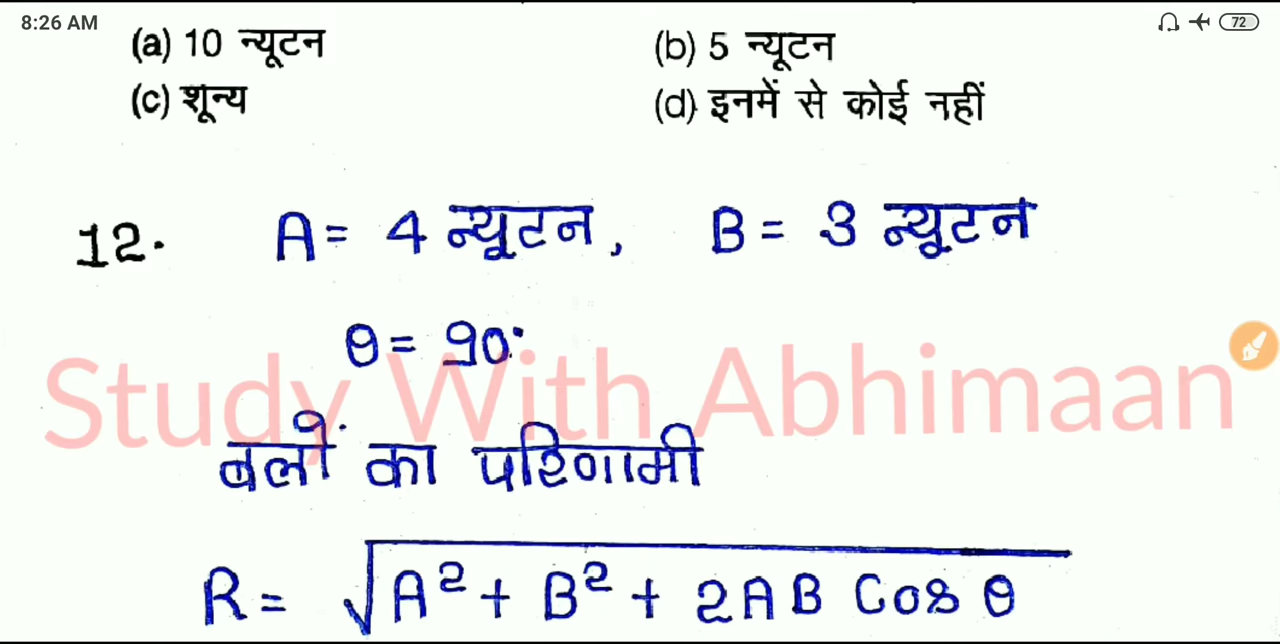 8:26 AM 72
(a) 10 न्यूटन (b) 5 न्यूटन
(c) शून्य (d) इनमें से कोई नहीं
12. A = 4 न्यूटन, B = 3 न्यूटन
θ = 90°
Study With Abhimaan
बलों का परिणामी
R = √A² + B² + 2AB Cos θ